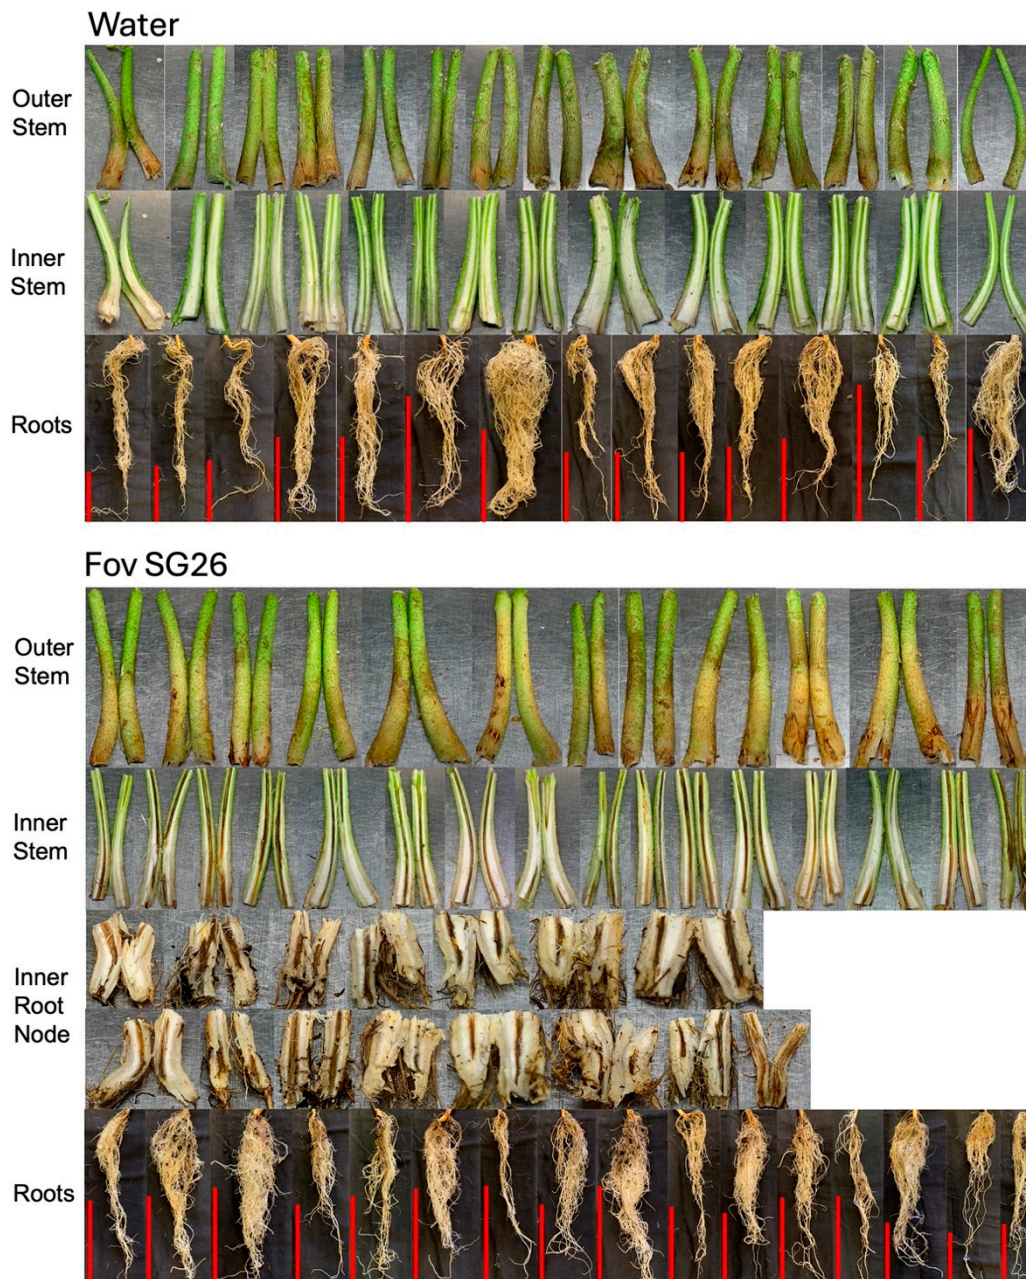 Water
Outer
Stem
Inner
Stem
Roots
Fov SG26
Outer
Stem
Inner
Stem
Inner
Root
Node
Roots